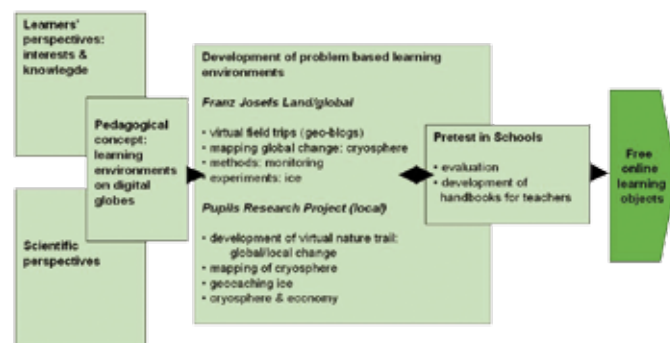 Learners'
perspectives:
interests &
knowlegde
Pedagogical
concept:
learning
environments
on digital
globes
Scientific
perspectives
Development of problem based learning
environments
Franz Josefs Land/global
• virtual field trips (geo-blogs)
• mapping global change: cryosphere
• methods: monitoring
• experiments: ice
Pupils Research Project (local)
• development of virtual nature trail:
global/local change
• mapping of cryosphere
• geocaching ice
• cryosphere & economy
Pretest in Schools
• evaluation
• development of
handbooks for teachers
Free
online
learning
objects